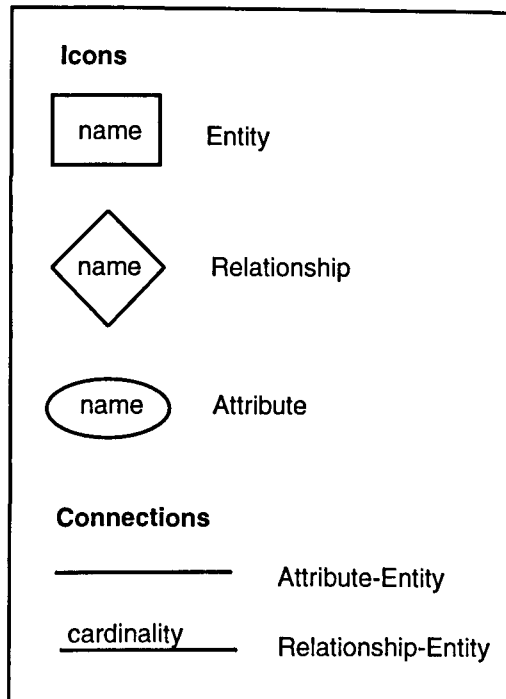 Icons
name Entity
name Relationship
name Attribute
Connections
Attribute-Entity
cardinality Relationship-Entity